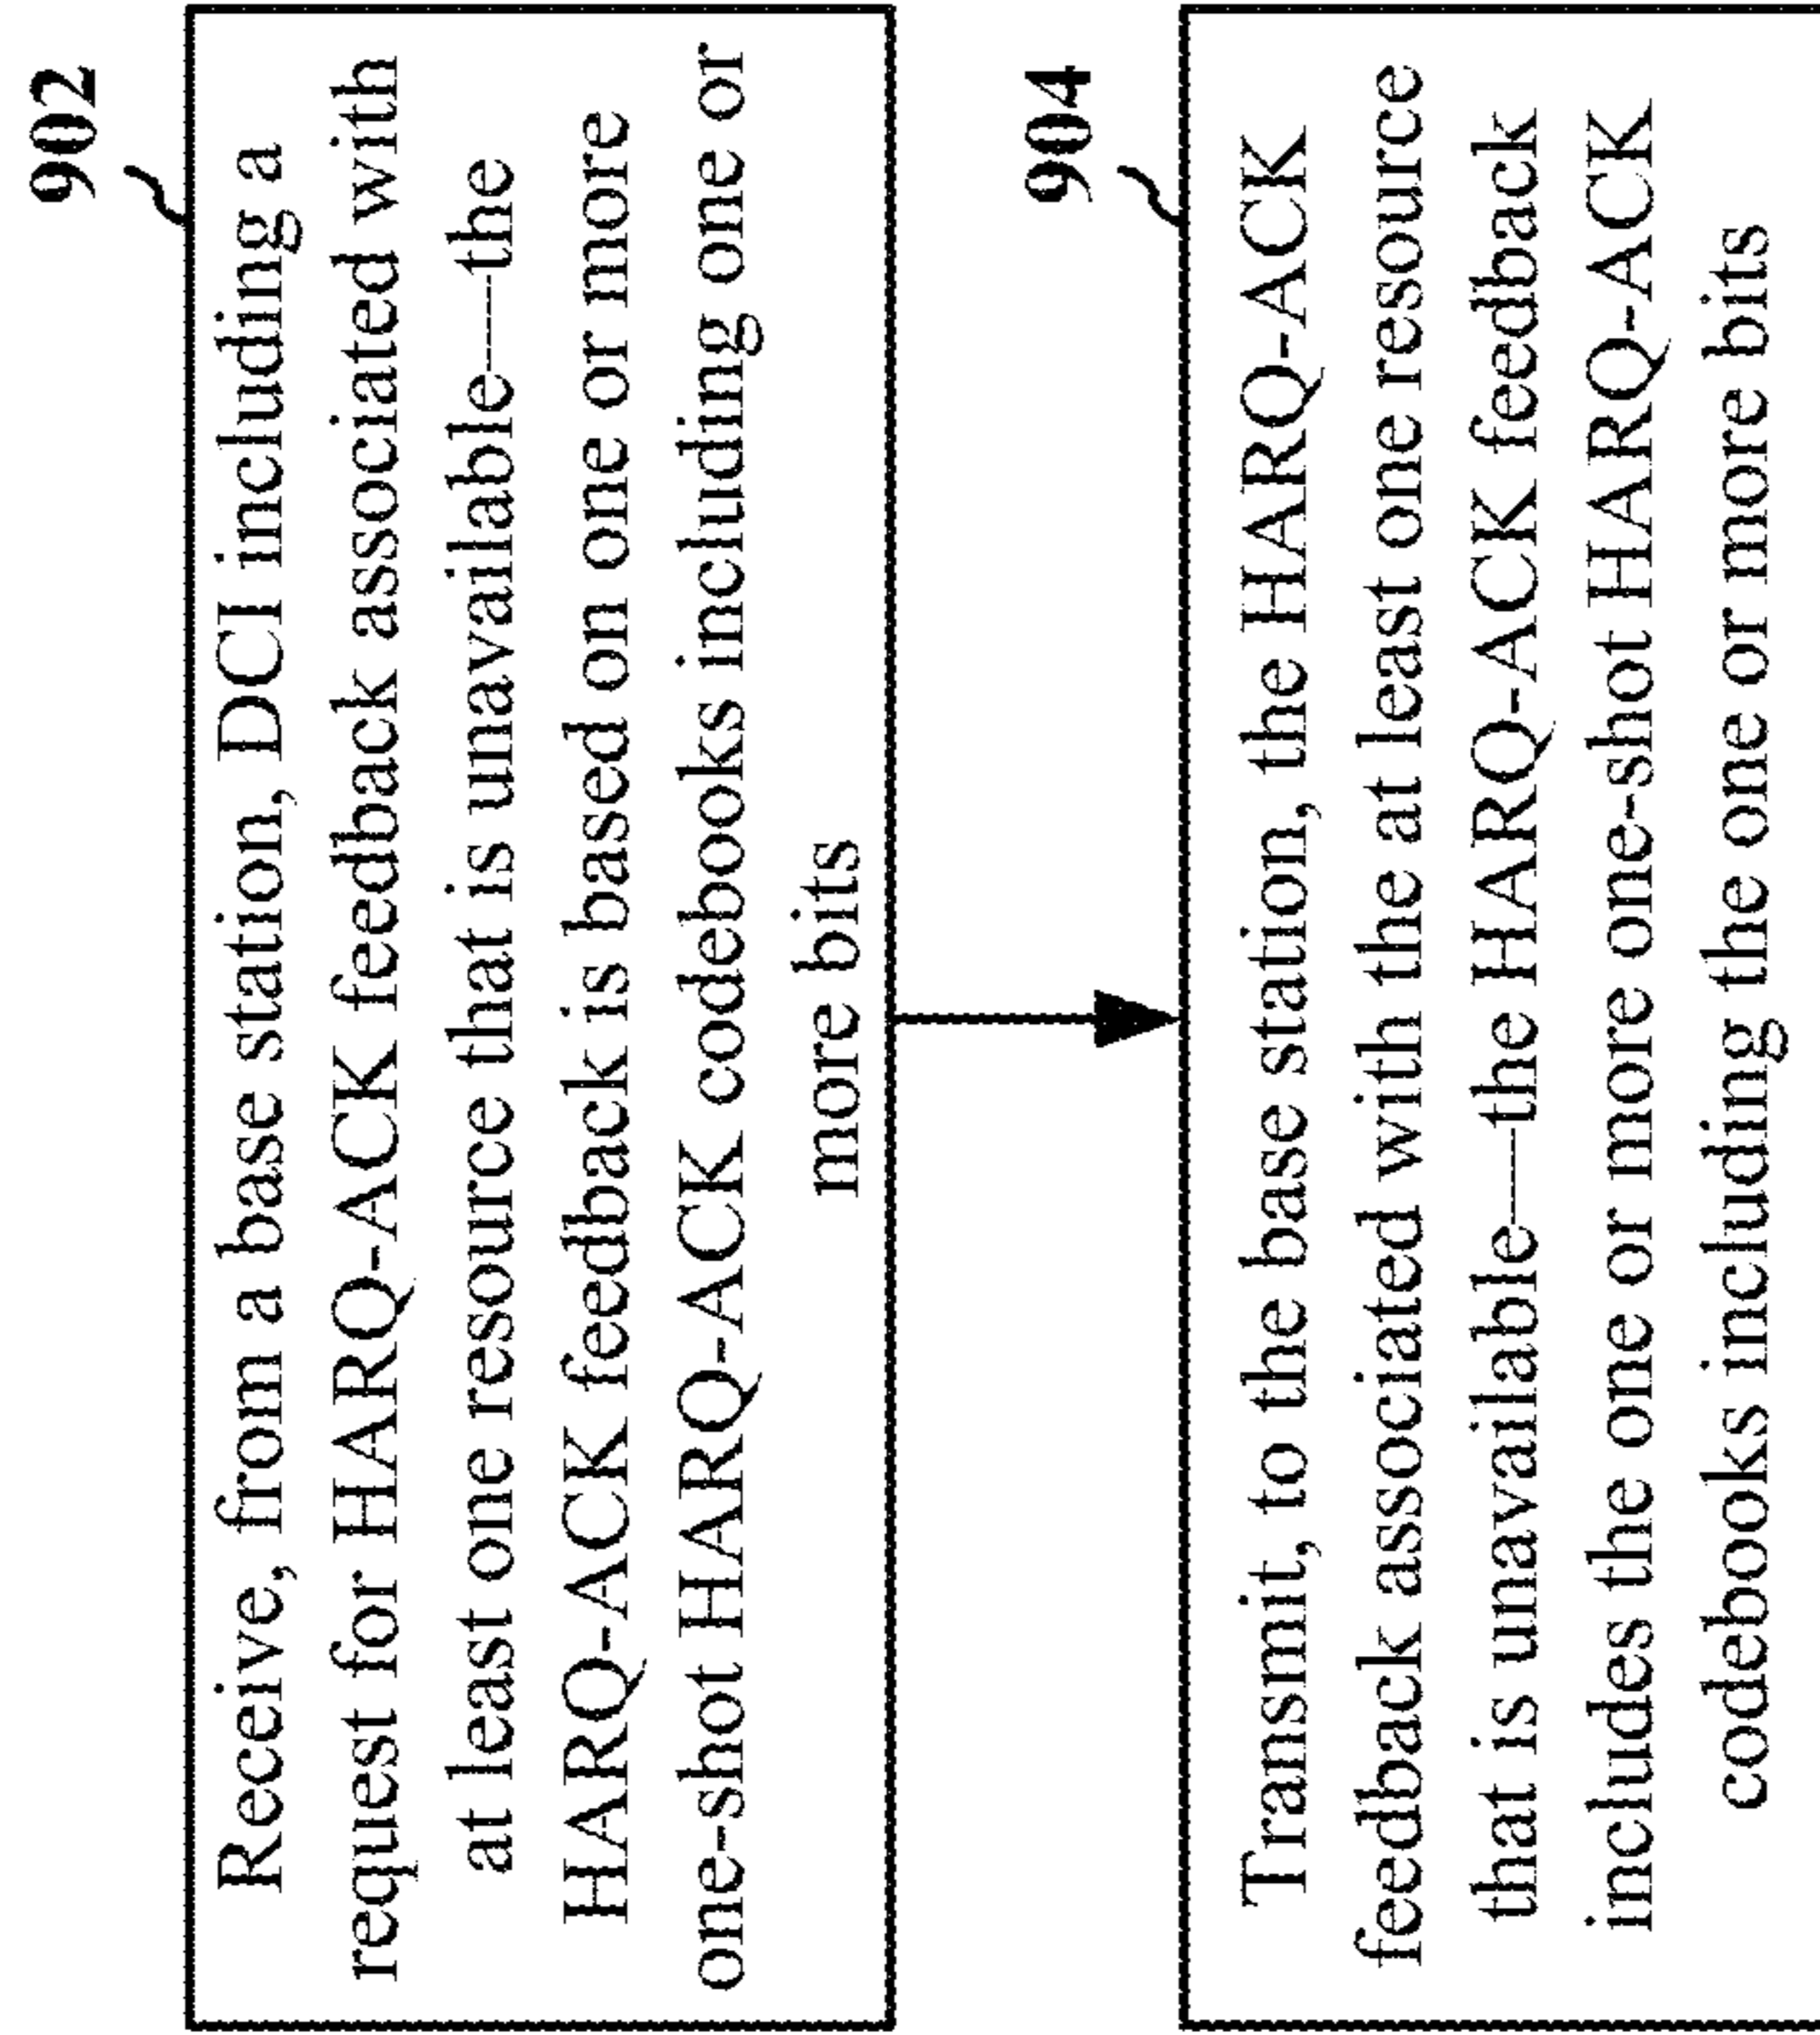 902
Receive, from a base station, DCI including a
request for HARQ-ACK feedback associated with
at least one resource that is unavailable—the
HARQ-ACK feedback is based on one or more
one-shot HARQ-ACK codebooks including one or
more bits
904
Transmit, to the base station, the HARQ-ACK
feedback associated with the at least one resource
that is unavailable—the HARQ-ACK feedback
includes the one or more one-shot HARQ-ACK
codebooks including the one or more bits